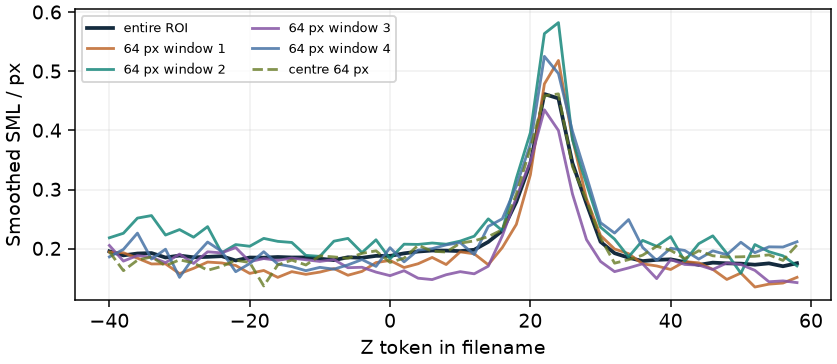 0.6
0.5
0.4
0.3
0.2
Smoothed SML / px
entire ROI
64 px window 1
64 px window 2
64 px window 3
64 px window 4
centre 64 px
−40
−20
0
20
40
60
Z token in filename